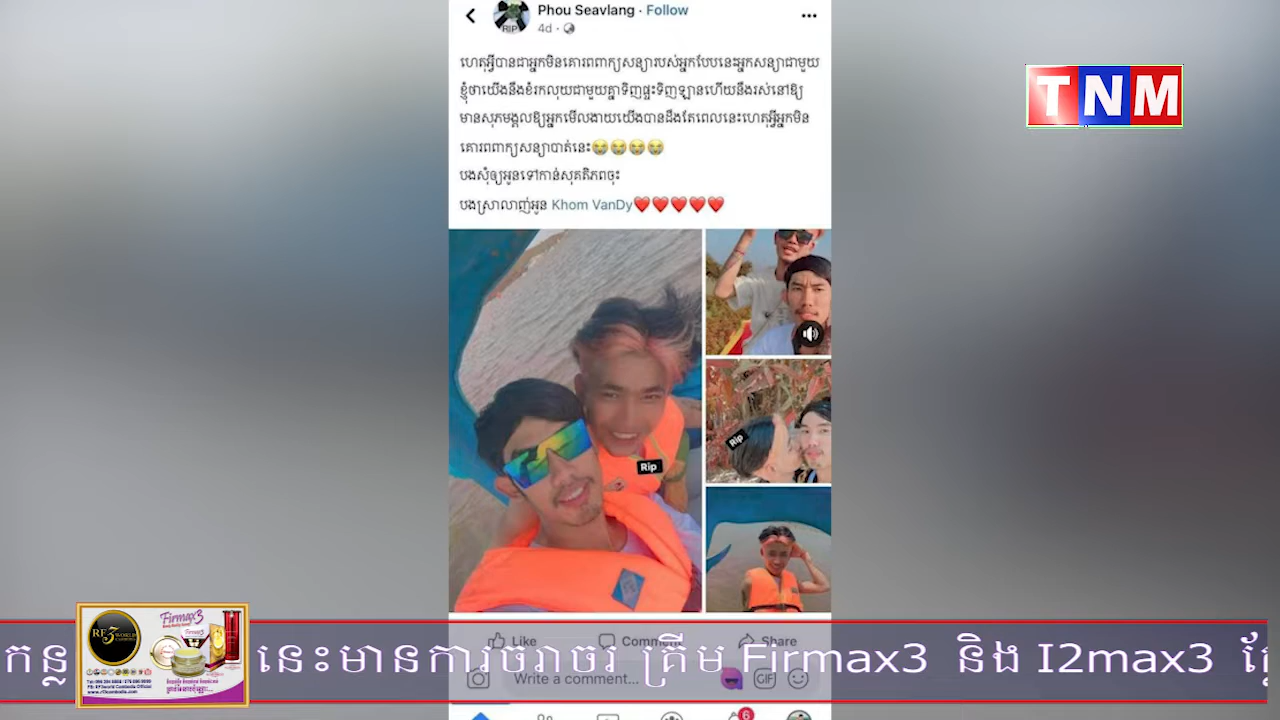 Phou Seavlang · Follow
RIP
4d ·
ហេតុអ្វីបានជាអ្នកមិនគោរពពាក្យសន្យារបស់អ្នកបែបនេះអ្នកសន្យាជាមួយ
ខ្ញុំថាយើងនឹងខំរកលុយជាមួយគ្នាទិញផ្ទះទិញឡានហើយនឹងរស់នៅឱ្យ
មានសុភមង្គលឱ្យអ្នកមើលងាយយើងបានដឹងតែពេលនេះហេតុអ្វីអ្នកមិន
គោរពពាក្យសន្យាបាត់នេះ😭😭😭😭
បងសុំឲ្យអូនទៅកាន់សុគតិភពចុះ
បងស្រាលាញ់អូន Khom VanDy❤️❤️❤️❤️❤️
TNM
Rip
Rip
Like Comment Share
កន្ល
RF3WORLD
Firmax3
Firmax3
នេះមានការចរាចរ គ្រីម Firmax3 និង I2max3
Write a comment...
GIF
6